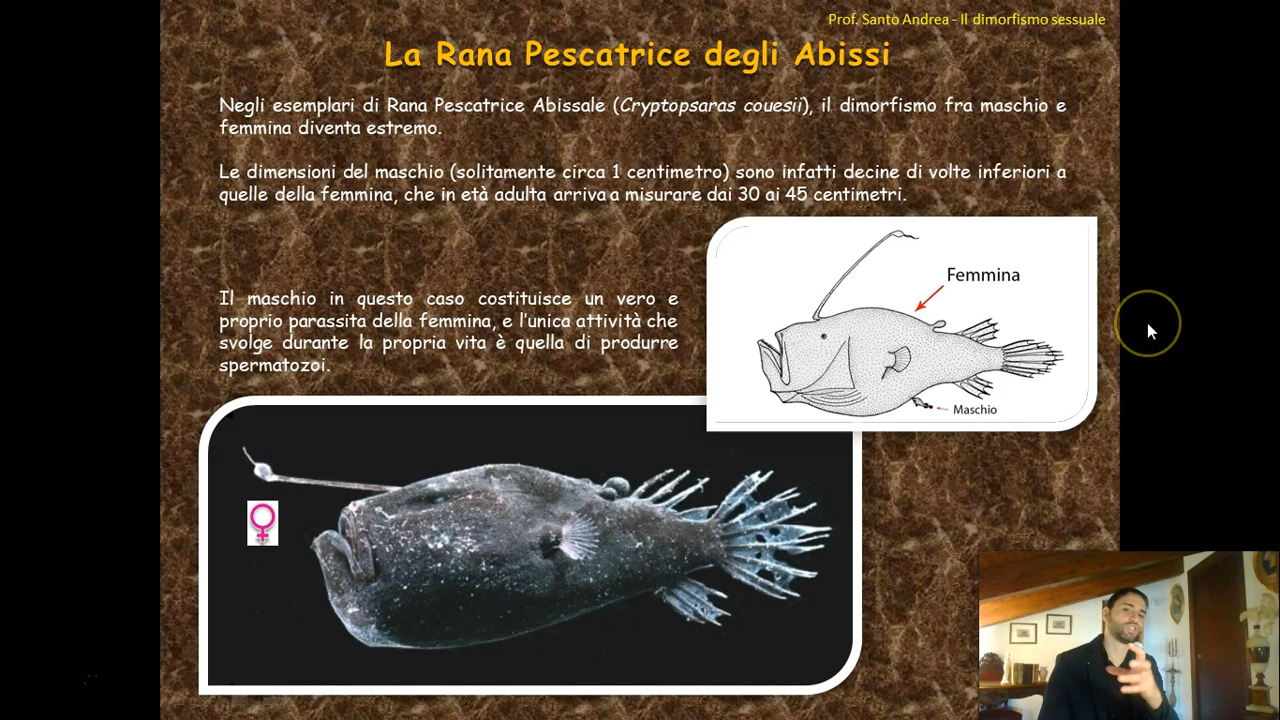 Prof. Santo Andrea - Il dimorfismo sessuale
La Rana Pescatrice degli Abissi
Negli esemplari di Rana Pescatrice Abissale (Cryptopsaras couesii), il dimorfismo fra maschio e
femmina diventa estremo.
Le dimensioni del maschio (solitamente circa 1 centimetro) sono infatti decine di volte inferiori a
quelle della femmina, che in età adulta arriva a misurare dai 30 ai 45 centimetri.
Il maschio in questo caso costituisce un vero e
proprio parassita della femmina, e l'unica attività che
svolge durante la propria vita è quella di produrre
spermatozoi.
Femmina
Maschio